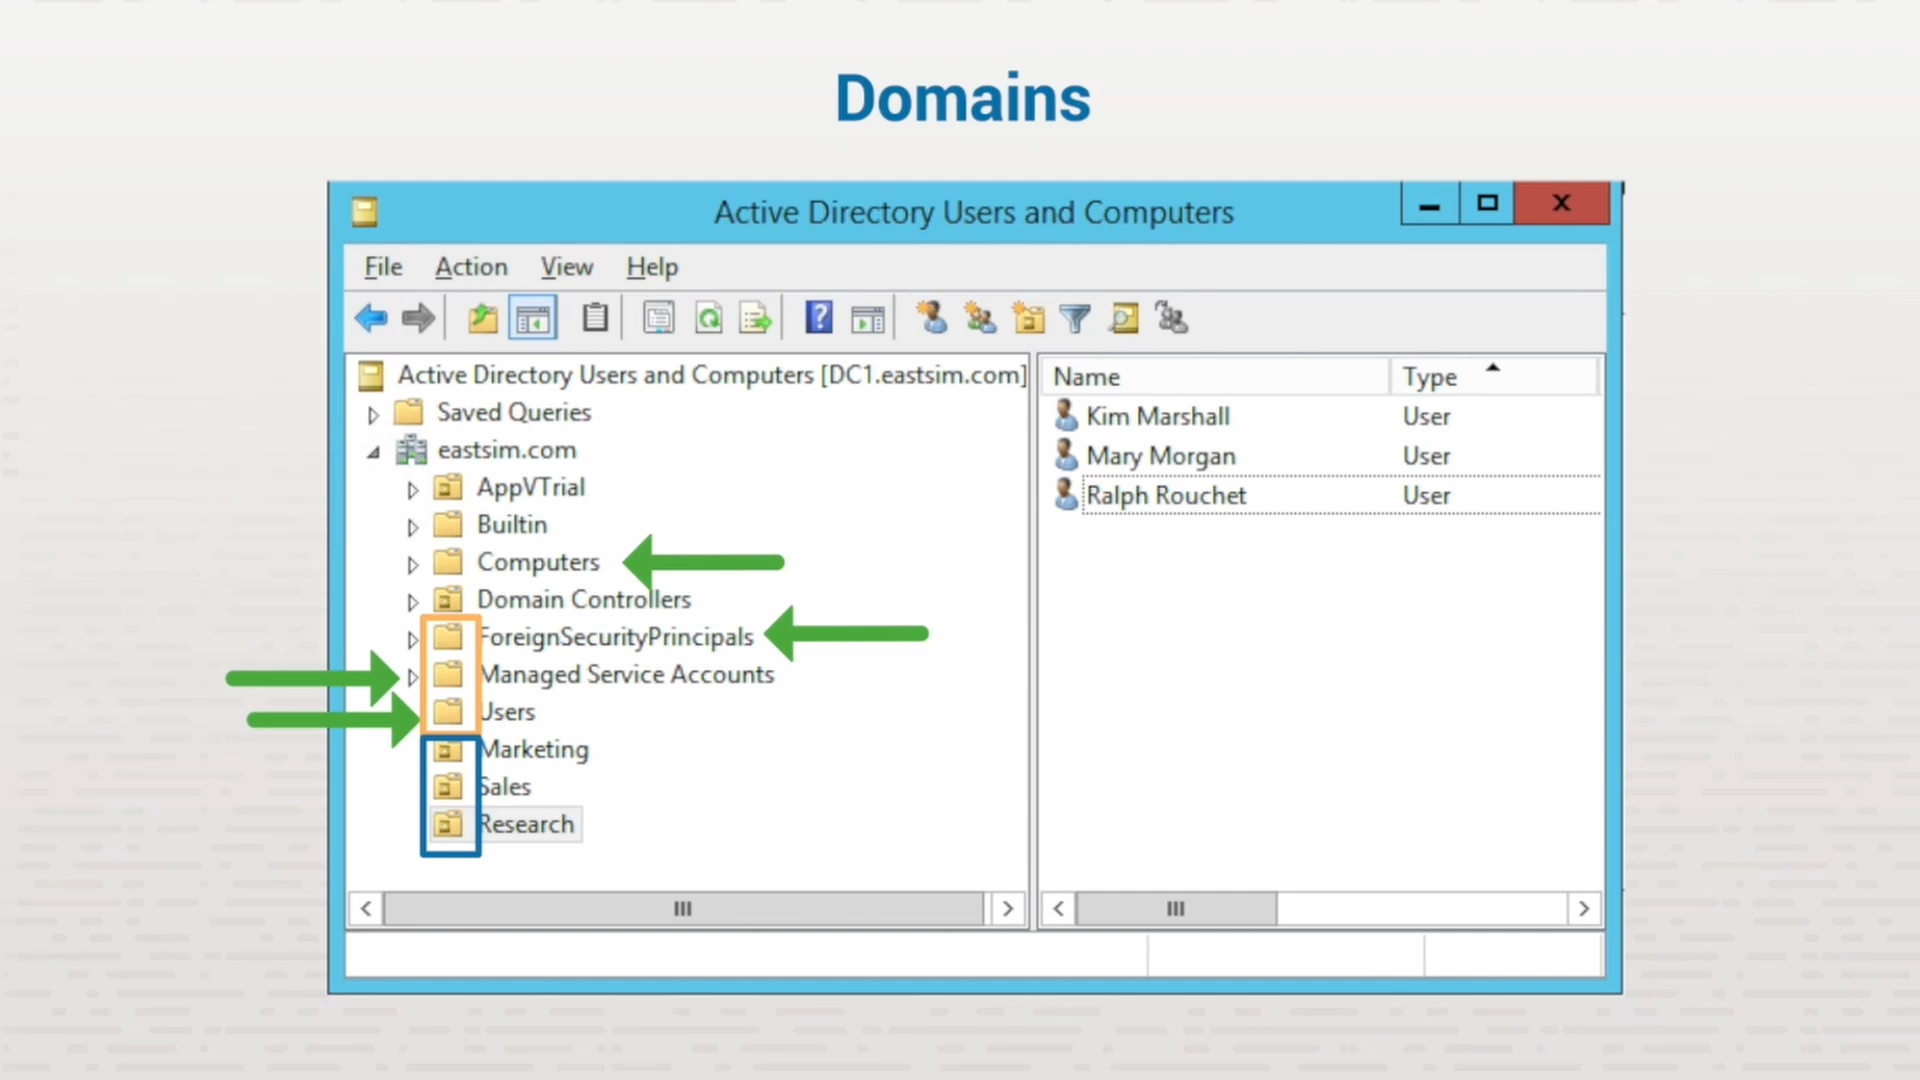 Domains
Active Directory Users and Computers
File Action View Help
Active Directory Users and Computers [DC1.eastsim.com]
Saved Queries
eastsim.com
AppVTrial
Builtin
Computers
Domain Controllers
ForeignSecurityPrincipals
Managed Service Accounts
Users
Marketing
Sales
Research
Name Type
Kim Marshall User
Mary Morgan User
Ralph Rouchet User